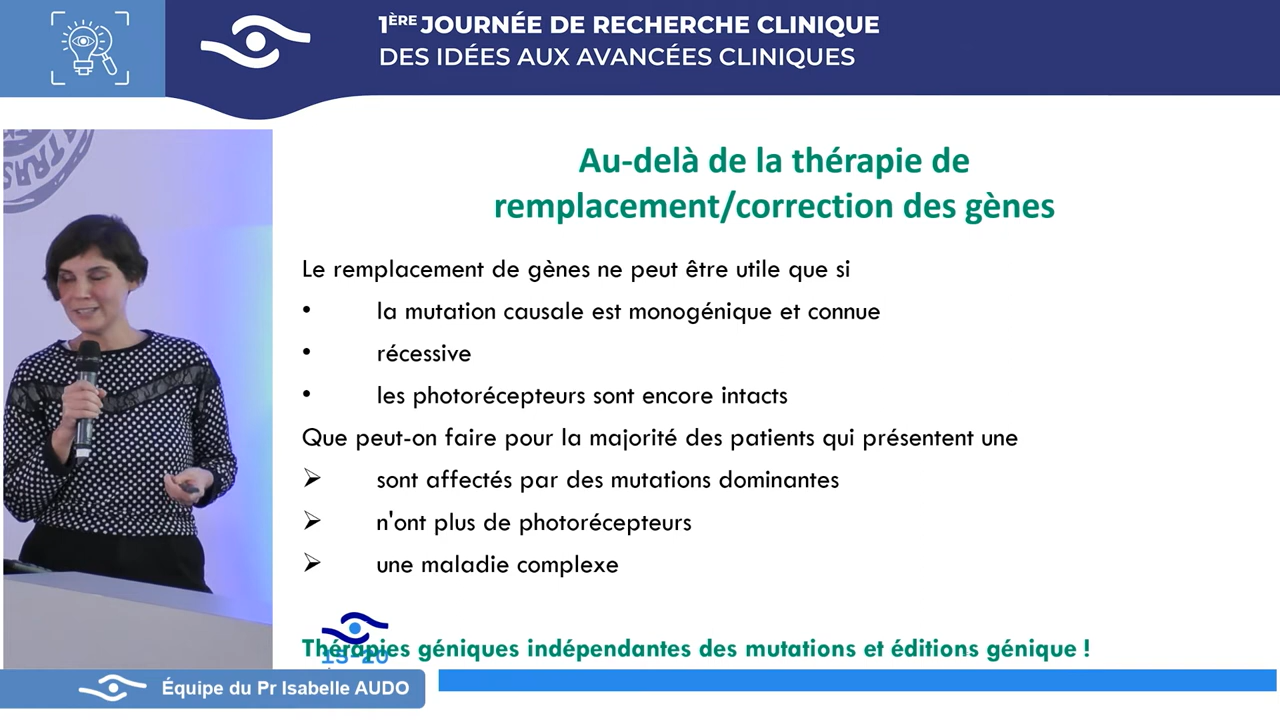 1ÈRE JOURNÉE DE RECHERCHE CLINIQUE
DES IDÉES AUX AVANCÉES CLINIQUES
Au-delà de la thérapie de
remplacement/correction des gènes
Le remplacement de gènes ne peut être utile que si
• la mutation causale est monogénique et connue
• récessive
• les photorécepteurs sont encore intacts
Que peut-on faire pour la majorité des patients qui présentent une
➢ sont affectés par des mutations dominantes
➢ n'ont plus de photorécepteurs
➢ une maladie complexe
Thérapies géniques indépendantes des mutations et éditions génique !
15-20
Équipe du Pr Isabelle AUDO